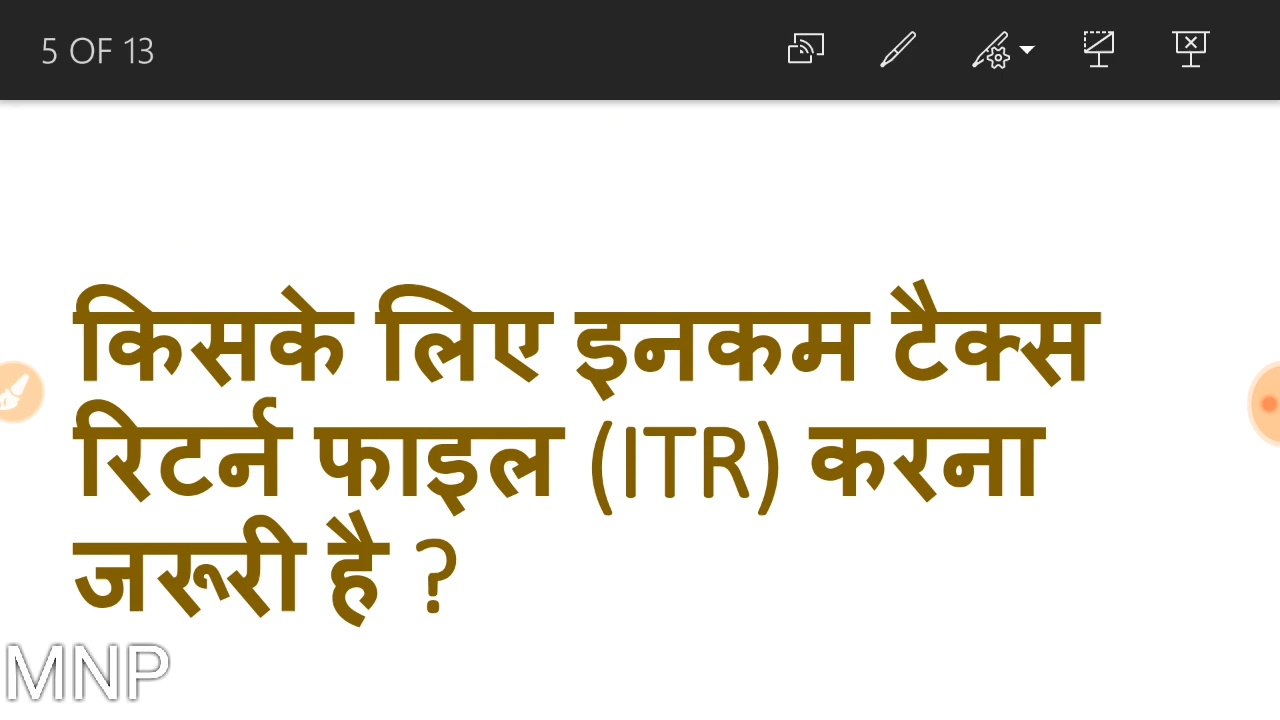 5 OF 13
किसके लिए इनकम टैक्स
रिटर्न फाइल (ITR) करना
जरूरी है ?
MNP